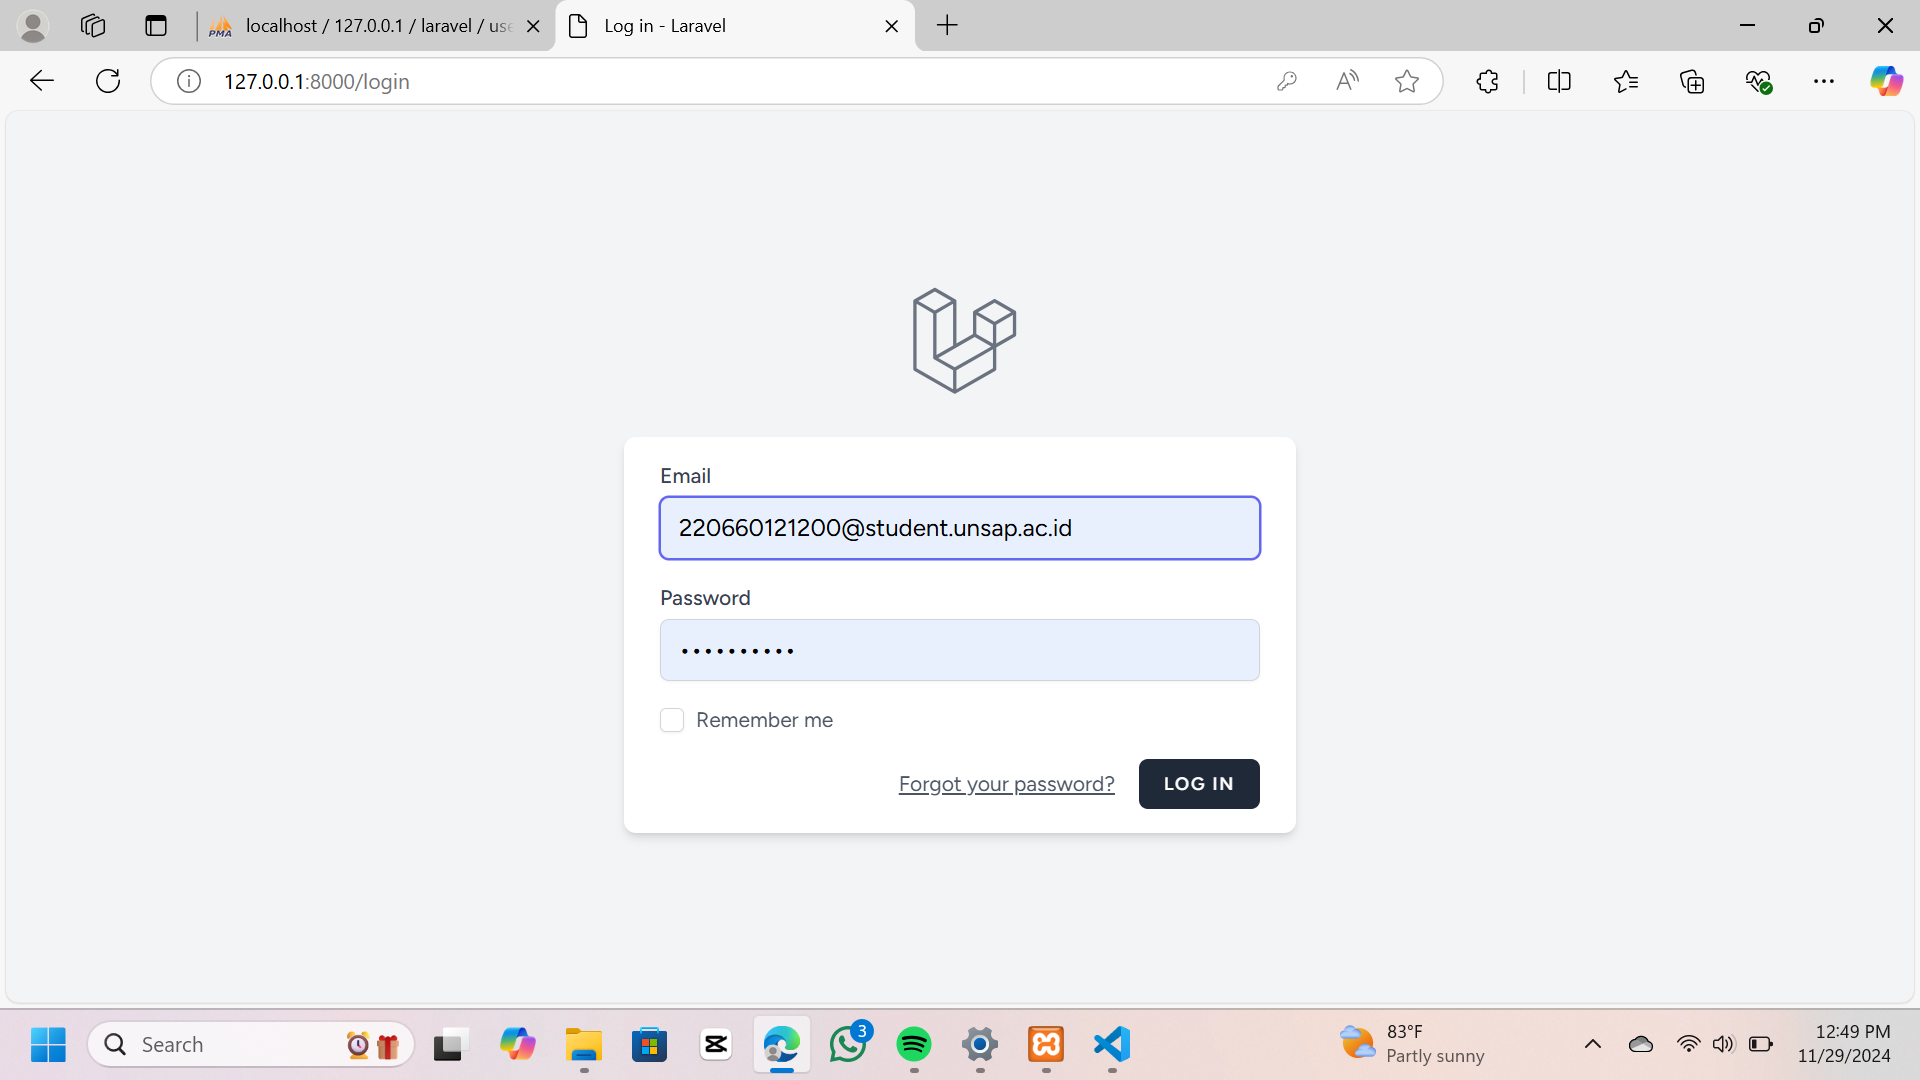 PMA
localhost / 127.0.0.1 / laravel / use
Log in - Laravel
127.0.0.1:8000/login
Email
220660121200@student.unsap.ac.id
Password
Remember me
Forgot your password?
LOG IN
Search
3
83°F
Partly sunny
12:49 PM
11/29/2024